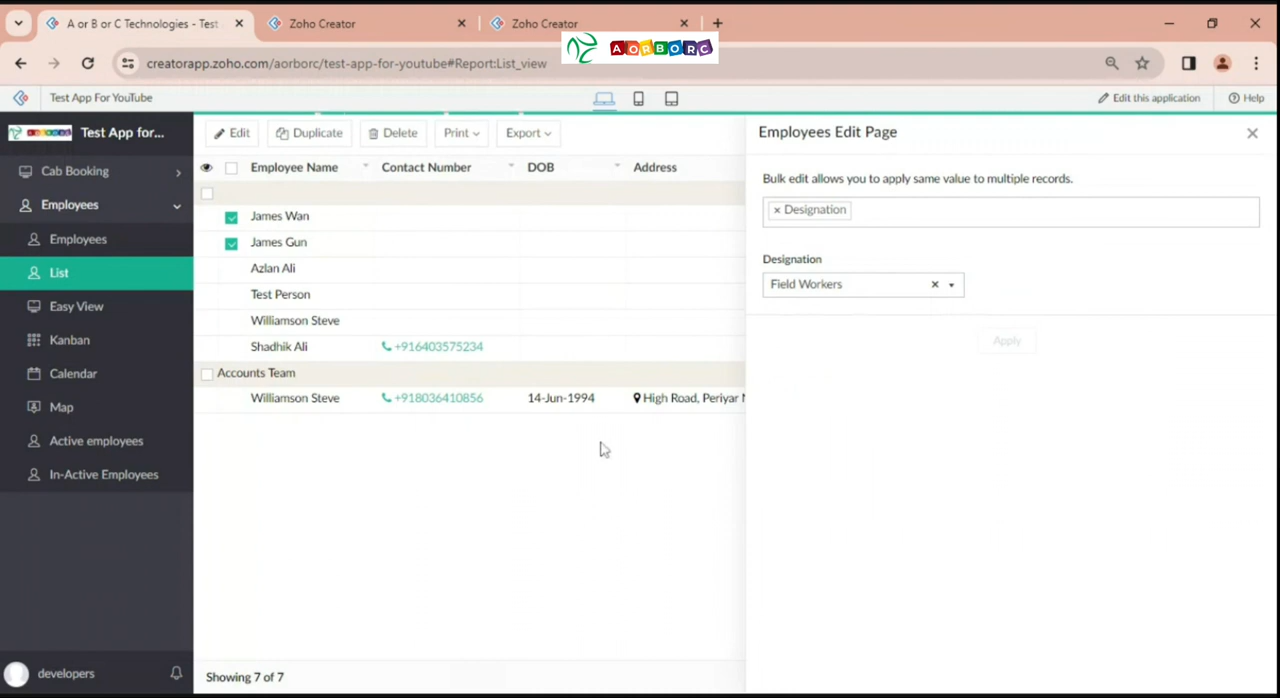 A or B or C Technologies - Test
Zoho Creator
Zoho Creator
creatorapp.zoho.com/aorborc/test-app-for-youtube#Report:List_view
AORBORC
Test App For YouTube
Edit this application
Help
Test App for...
Cab Booking
Employees
Employees
List
Easy View
Kanban
Calendar
Map
Active employees
In-Active Employees
developers
Edit Duplicate Delete Print Export
Employee Name Contact Number DOB Address
James Wan
James Gun
Azlan Ali
Test Person
Williamson Steve
Shadhik Ali +916403575234
Accounts Team
Williamson Steve +918036410856 14-Jun-1994 High Road, Periyar
Showing 7 of 7
Employees Edit Page
Bulk edit allows you to apply same value to multiple records.
× Designation
Designation
Field Workers
Apply